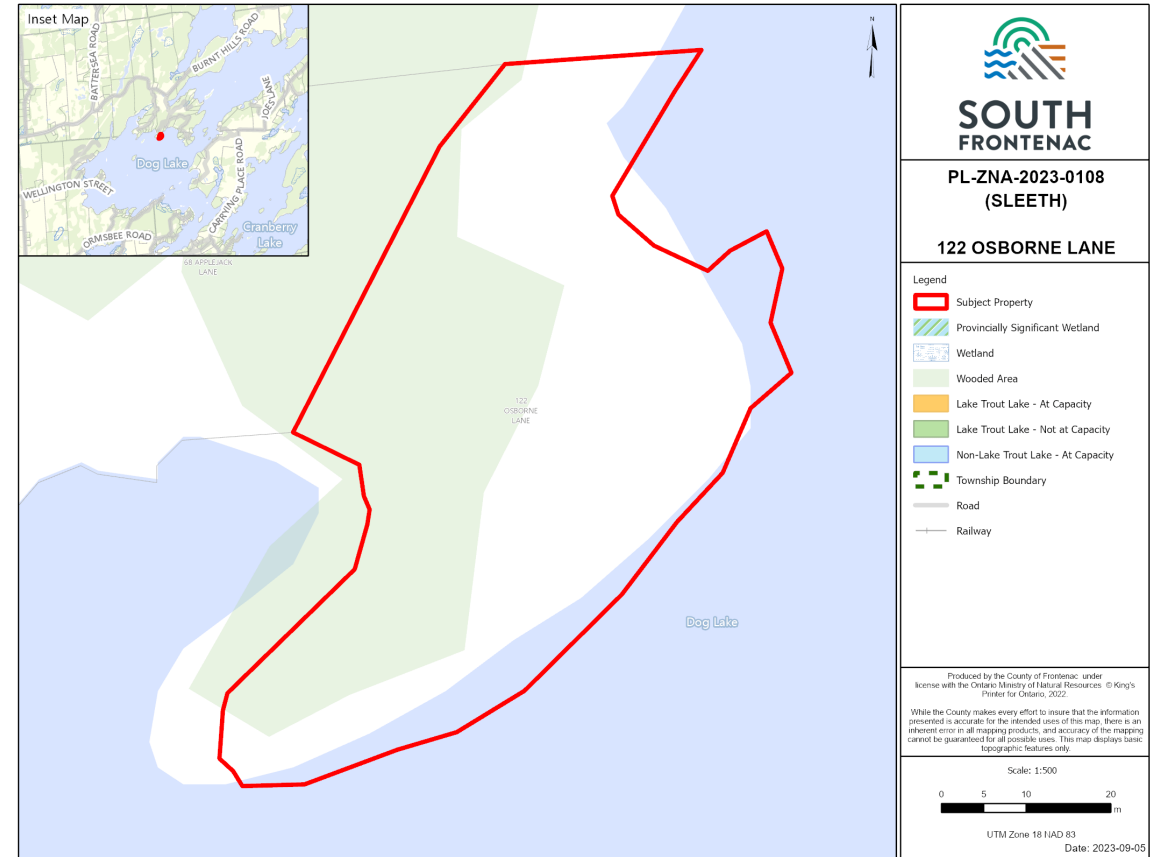 Inset Map
BATTERSEA ROAD
BURNT HILLS ROAD
JOES LANE
Dog Lake
CARRYING PLACE ROAD
WELLINGTON STREET
ORMSBEE ROAD
Cranberry
Lake
68 APPLEJACK
LANE
122
OSBORNE
LANE
Dog Lake
N
SOUTH
FRONTENAC
PL-ZNA-2023-0108
(SLEETH)
122 OSBORNE LANE
Legend
Subject Property
Provincially Significant Wetland
Wetland
Wooded Area
Lake Trout Lake - At Capacity
Lake Trout Lake - Not at Capacity
Non-Lake Trout Lake - At Capacity
Township Boundary
Road
Railway
Produced by the County of Frontenac under
license with the Ontario Ministry of Natural Resources © King's
Printer for Ontario, 2022.
While the County makes every effort to insure that the information
presented is accurate for the intended uses of this map, there is an
inherent error in all mapping products, and accuracy of the mapping
cannot be guaranteed for all possible uses. This map displays basic
topographic features only.
Scale: 1:500
0 5 10 20
m
UTM Zone 18 NAD 83
Date: 2023-09-05